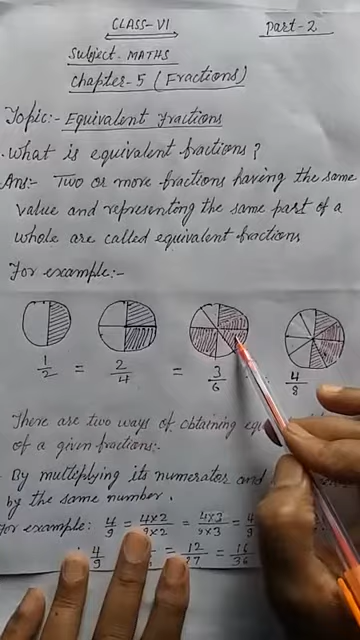 CLASS-VI
Part-2
Subject- MATHS
Chapter-5 (Fractions)
Topic:- Equivalent Fractions
What is equivalent fractions?
Ans:- Two or more fractions having the same
value and representing the same part of a
whole are called equivalent fractions
For example:-
1/2 = 2/4 = 3/6 4/8
There are two ways of obtaining
of a given fractions:-
By multiplying its numerator and
by the same number.
For example: 4/9 = 4×2/9×2 = 4×3/9×3 =
4/9 = 12/27 = 16/36